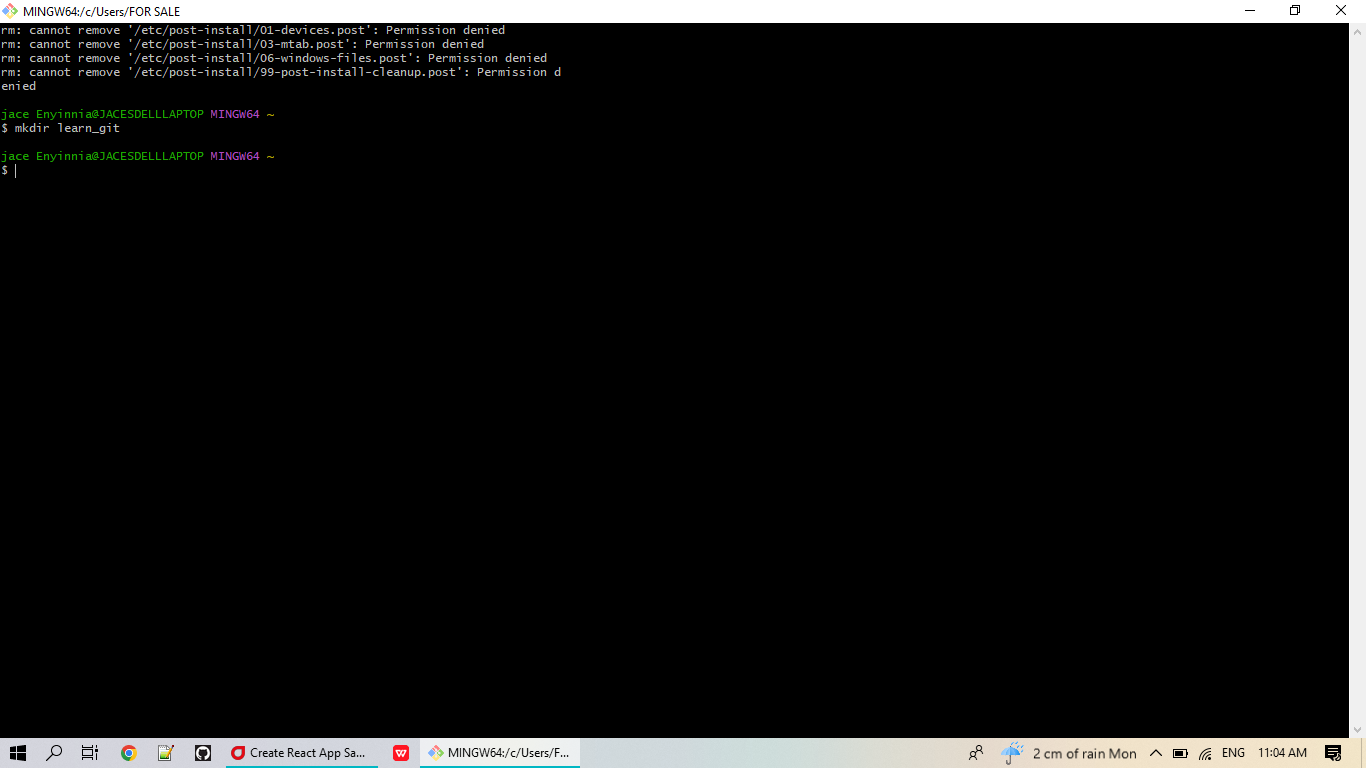 MINGW64:/c/Users/FOR SALE
rm: cannot remove '/etc/post-install/01-devices.post': Permission denied
rm: cannot remove '/etc/post-install/03-mtab.post': Permission denied
rm: cannot remove '/etc/post-install/06-windows-files.post': Permission denied
rm: cannot remove '/etc/post-install/99-post-install-cleanup.post': Permission d
enied
jace Enyinnia@JACESDELLLAPTOP MINGW64 ~
$ mkdir learn_git
jace Enyinnia@JACESDELLLAPTOP MINGW64 ~
$
Create React App Sa... MINGW64:/c/Users/F... 2 cm of rain Mon ENG 11:04 AM